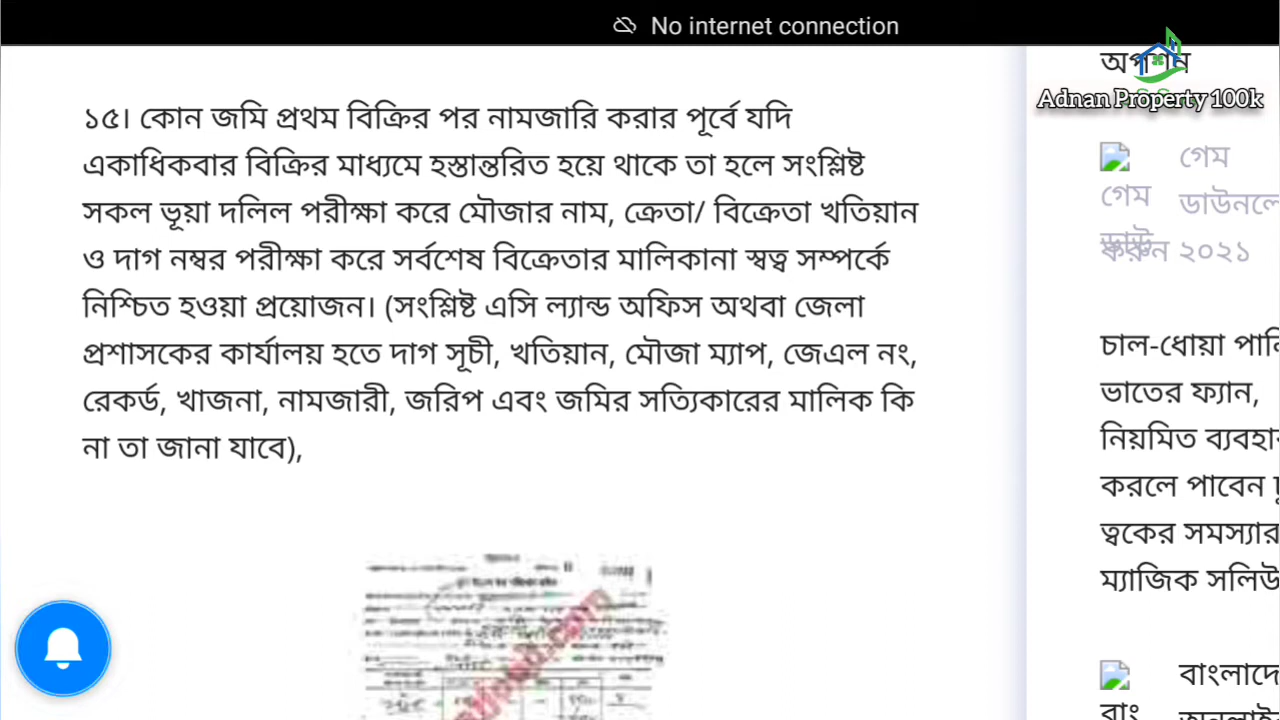 No internet connection
১৫। কোন জমি প্রথম বিক্রির পর নামজারি করার পূর্বে যদি
একাধিকবার বিক্রির মাধ্যমে হস্তান্তরিত হয়ে থাকে তা হলে সংশ্লিষ্ট
সকল ভূয়া দলিল পরীক্ষা করে মৌজার নাম, ক্রেতা/ বিক্রেতা খতিয়ান
ও দাগ নম্বর পরীক্ষা করে সর্বশেষ বিক্রেতার মালিকানা স্বত্ব সম্পর্কে
নিশ্চিত হওয়া প্রয়োজন। (সংশ্লিষ্ট এসি ল্যান্ড অফিস অথবা জেলা
প্রশাসকের কার্যালয় হতে দাগ সূচী, খতিয়ান, মৌজা ম্যাপ, জেএল নং,
রেকর্ড, খাজনা, নামজারী, জরিপ এবং জমির সত্যিকারের মালিক কি
না তা জানা যাবে),
অপশন
Adnan Property 100k
গেম
গেম
ডাউনলো
করুন ২০২১
চাল-ধোয়া পানি
ভাতের ফ্যান,
নিয়মিত ব্যবহা
করলে পাবেন
ত্বকের সমস্যার
ম্যাজিক সলিউ
বাংলাদে
বাং
অনলাই